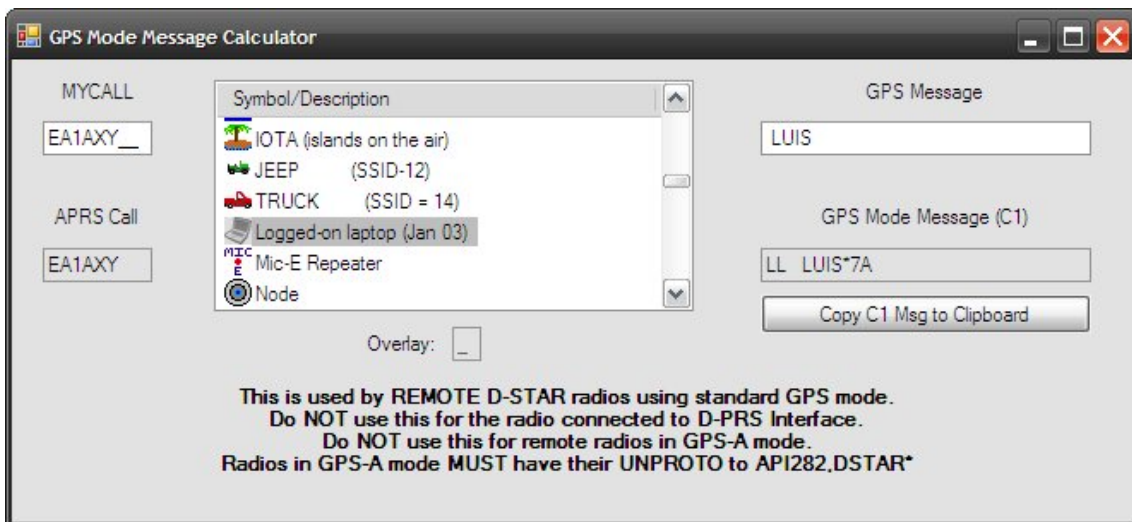 GPS Mode Message Calculator
MYCALL
EA1AXY__
APRS Call
EA1AXY
Symbol/Description
IOTA (islands on the air)
JEEP (SSID-12)
TRUCK (SSID = 14)
Logged-on laptop (Jan 03)
MIC E Mic-E Repeater
Node
Overlay: _
GPS Message
LUIS
GPS Mode Message (C1)
LL LUIS*7A
Copy C1 Msg to Clipboard
This is used by REMOTE D-STAR radios using standard GPS mode.
Do NOT use this for the radio connected to D-PRS Interface.
Do NOT use this for remote radios in GPS-A mode.
Radios in GPS-A mode MUST have their UNPROTO to API282,DSTAR*